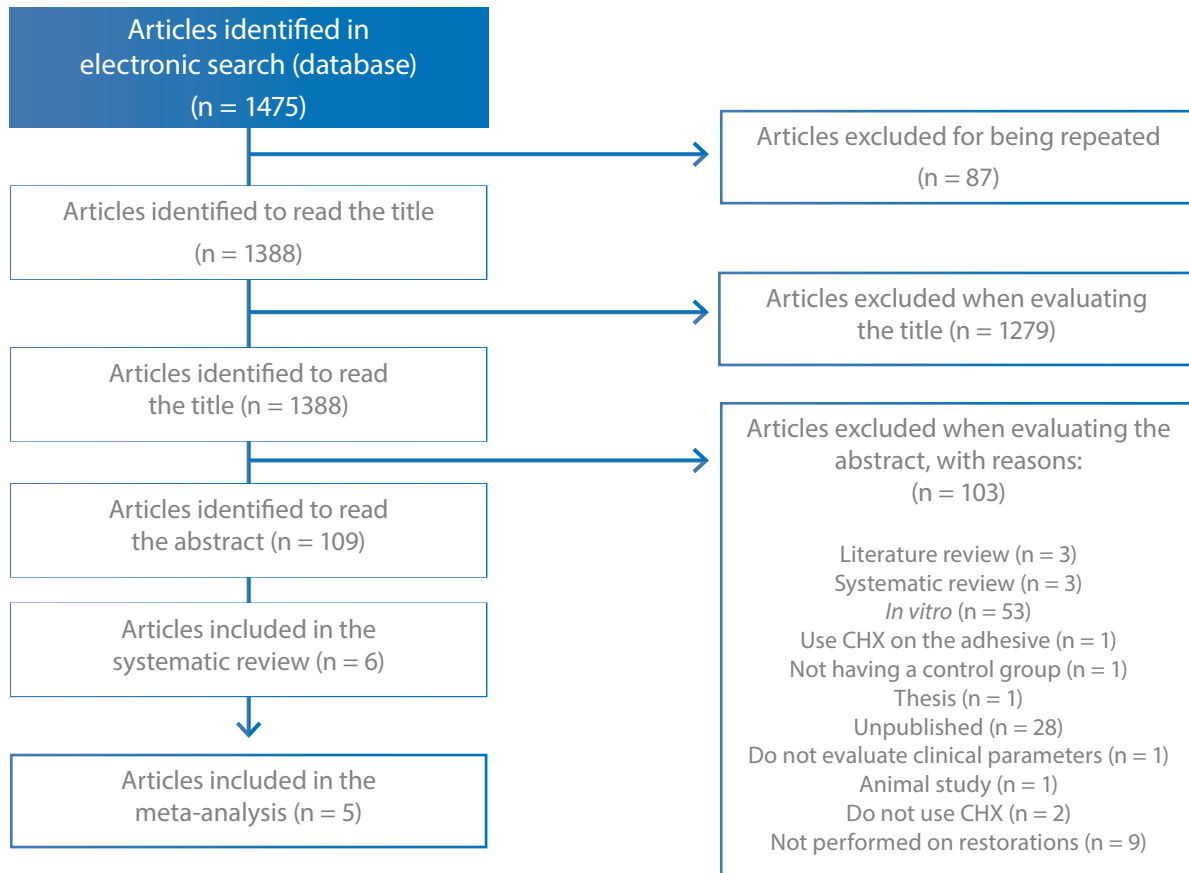 Articles identified in
electronic search (database)
(n = 1475)
Articles excluded for being repeated
(n = 87)
Articles identified to read the title
(n = 1388)
Articles excluded when evaluating
the title (n = 1279)
Articles identified to read
the title (n = 1388)
Articles excluded when evaluating the
abstract, with reasons:
(n = 103)
Literature review (n = 3)
Systematic review (n = 3)
In vitro (n = 53)
Use CHX on the adhesive (n = 1)
Not having a control group (n = 1)
Thesis (n = 1)
Unpublished (n = 28)
Do not evaluate clinical parameters (n = 1)
Animal study (n = 1)
Do not use CHX (n = 2)
Not performed on restorations (n = 9)
Articles identified to read
the abstract (n = 109)
Articles included in the
systematic review (n = 6)
Articles included in the
meta-analysis (n = 5)